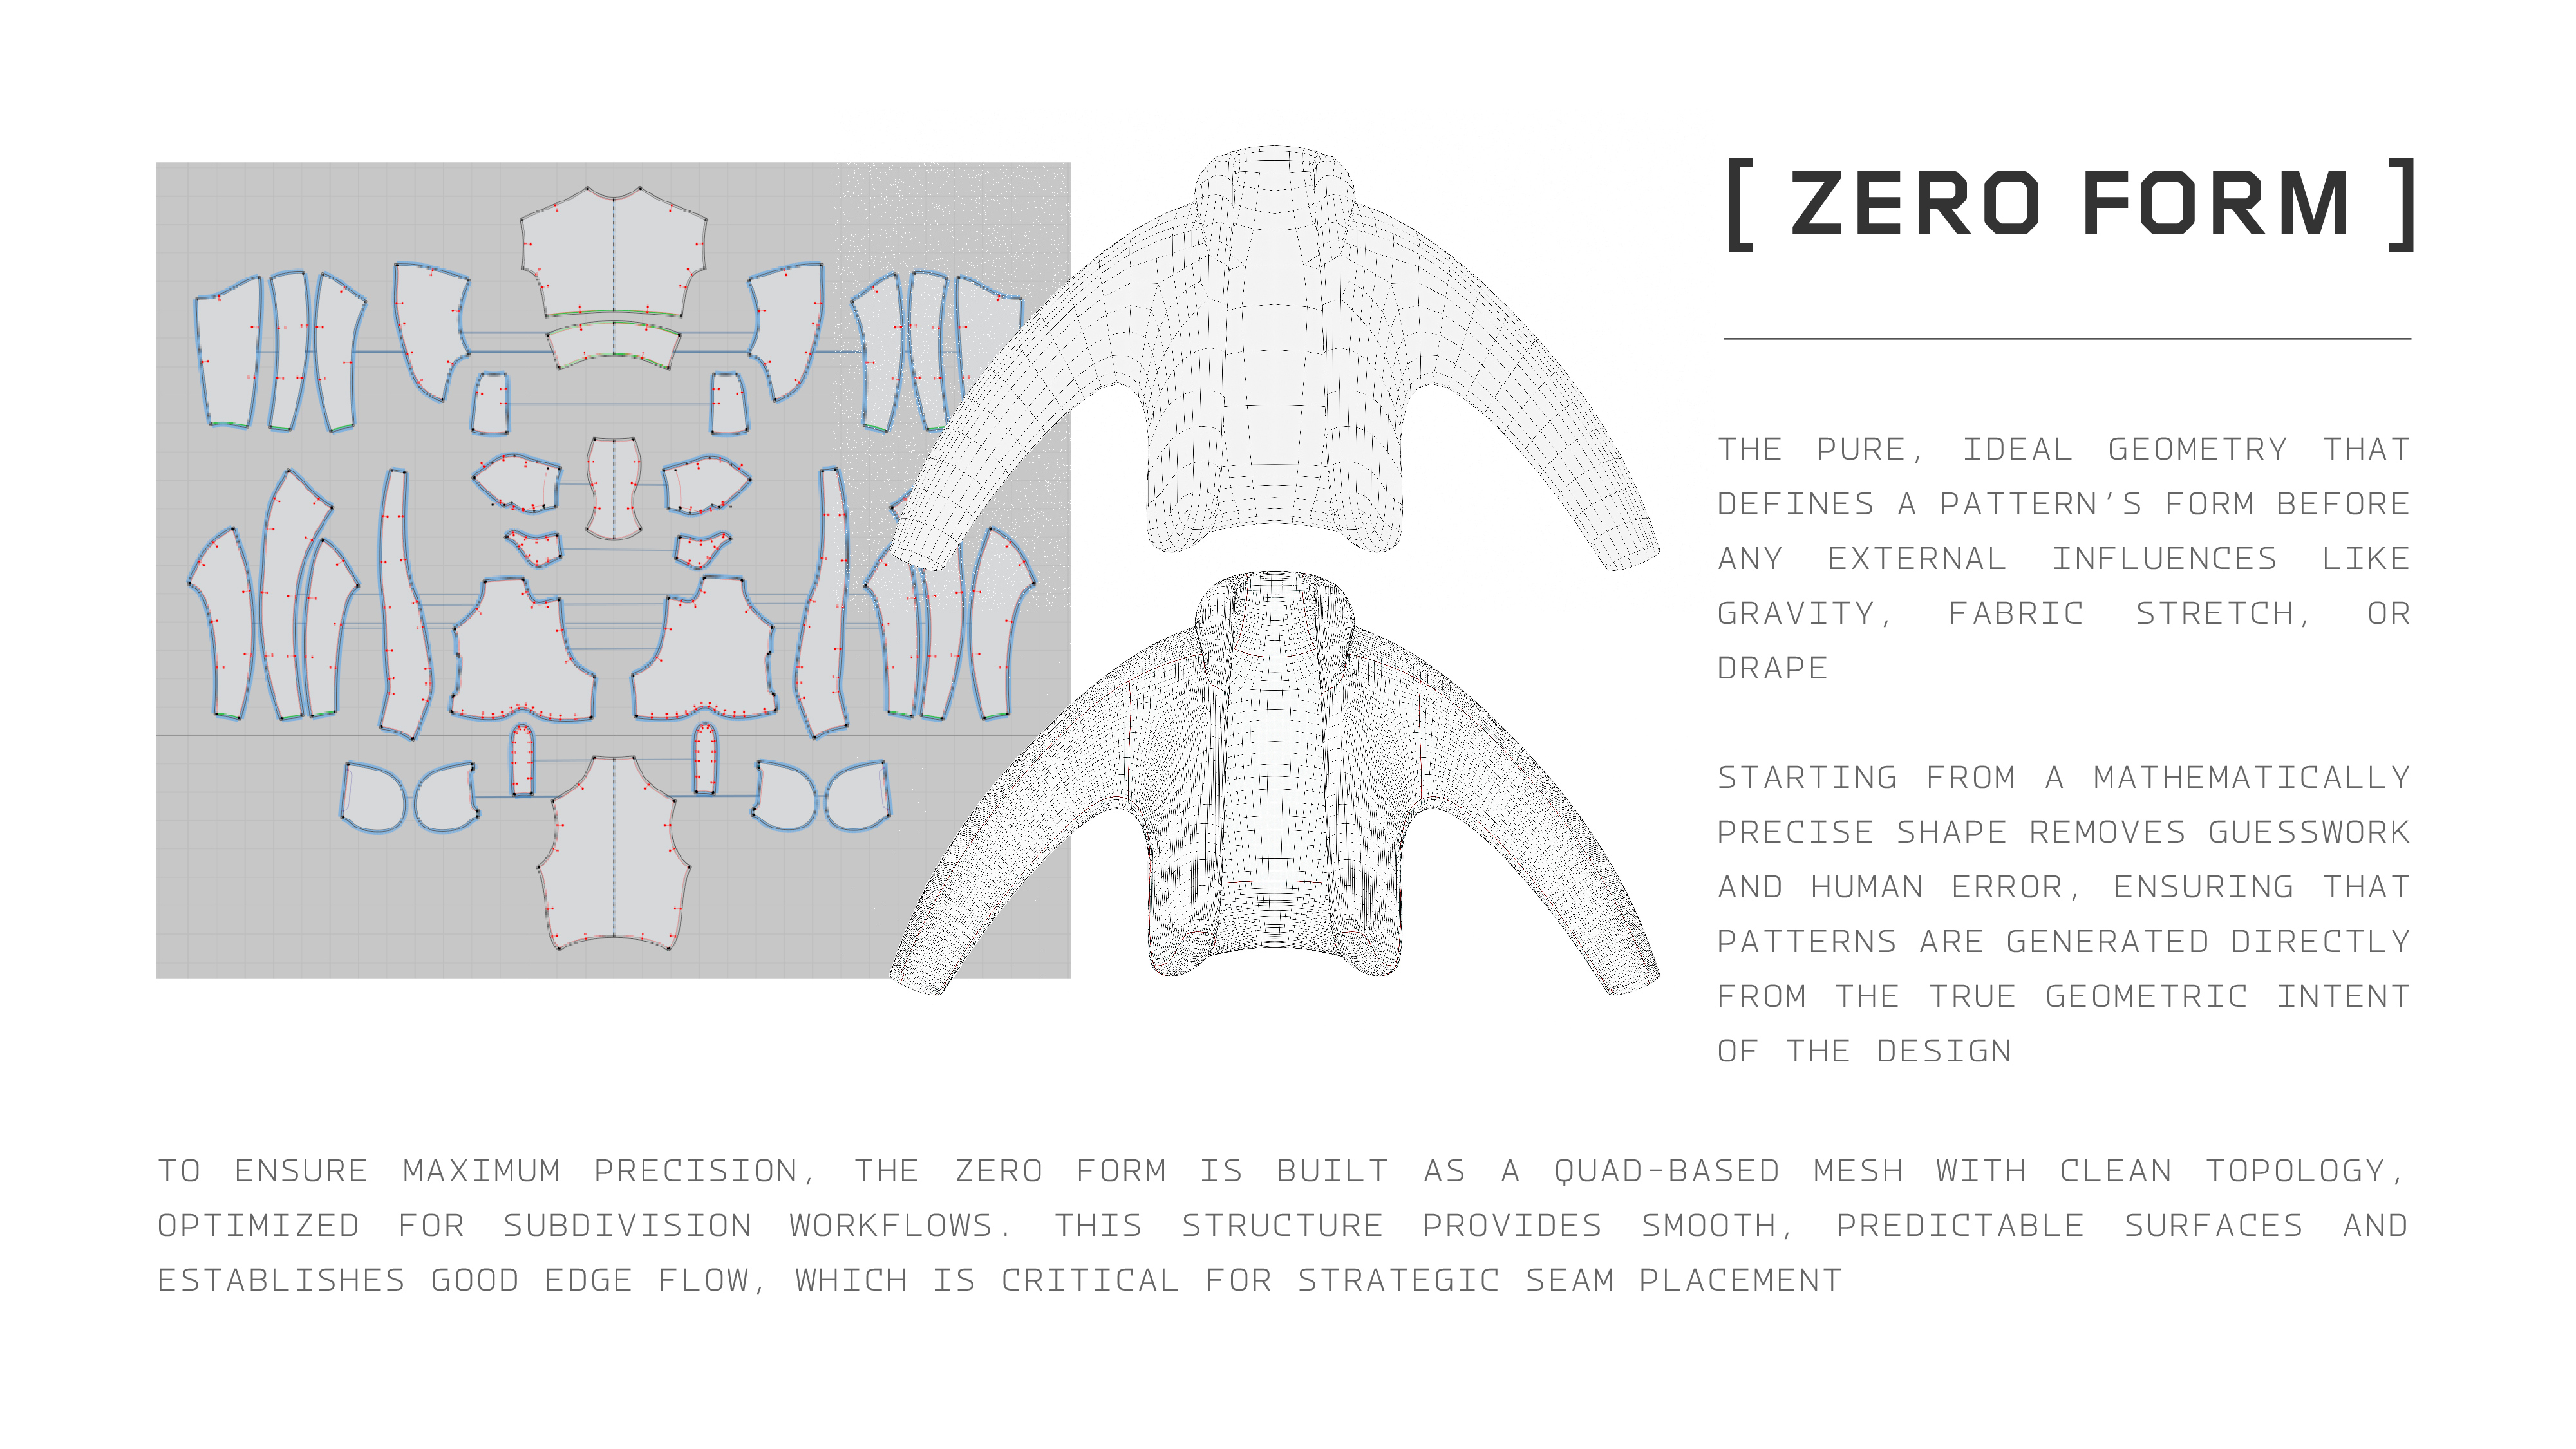 [ ZERO FORM ]
THE PURE, IDEAL GEOMETRY THAT
DEFINES A PATTERN'S FORM BEFORE
ANY EXTERNAL INFLUENCES LIKE
GRAVITY, FABRIC STRETCH, OR
DRAPE
STARTING FROM A MATHEMATICALLY
PRECISE SHAPE REMOVES GUESSWORK
AND HUMAN ERROR, ENSURING THAT
PATTERNS ARE GENERATED DIRECTLY
FROM THE TRUE GEOMETRIC INTENT
OF THE DESIGN
TO ENSURE MAXIMUM PRECISION, THE ZERO FORM IS BUILT AS A QUAD-BASED MESH WITH CLEAN TOPOLOGY,
OPTIMIZED FOR SUBDIVISION WORKFLOWS. THIS STRUCTURE PROVIDES SMOOTH, PREDICTABLE SURFACES AND
ESTABLISHES GOOD EDGE FLOW, WHICH IS CRITICAL FOR STRATEGIC SEAM PLACEMENT